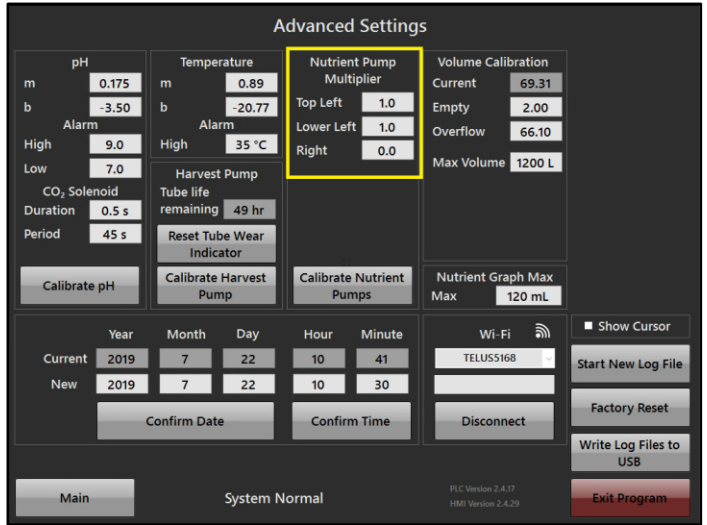 Advanced Settings
pH
m 0.175
b -3.50
Alarm
High 9.0
Low 7.0
CO₂ Solenoid
Duration 0.5 s
Period 45 s
Calibrate pH
Temperature
m 0.89
b -20.77
Alarm
High 35 °C
Harvest Pump
Tube life
remaining 49 hr
Reset Tube Wear
Indicator
Calibrate Harvest
Pump
Nutrient Pump
Multiplier
Top Left 1.0
Lower Left 1.0
Right 0.0
Calibrate Nutrient
Pumps
Volume Calibration
Current 69.31
Empty 2.00
Overflow 66.10
Max Volume 1200 L
Nutrient Graph Max
Max 120 mL
Year Month Day Hour Minute
Current 2019 7 22 10 41
New 2019 7 22 10 30
Confirm Date
Confirm Time
Wi-Fi
TELUS5168
Disconnect
Show Cursor
Start New Log File
Factory Reset
Write Log Files to
USB
Main
System Normal
PLC Version 2.4.17
HMI Version 2.4.29
Exit Program